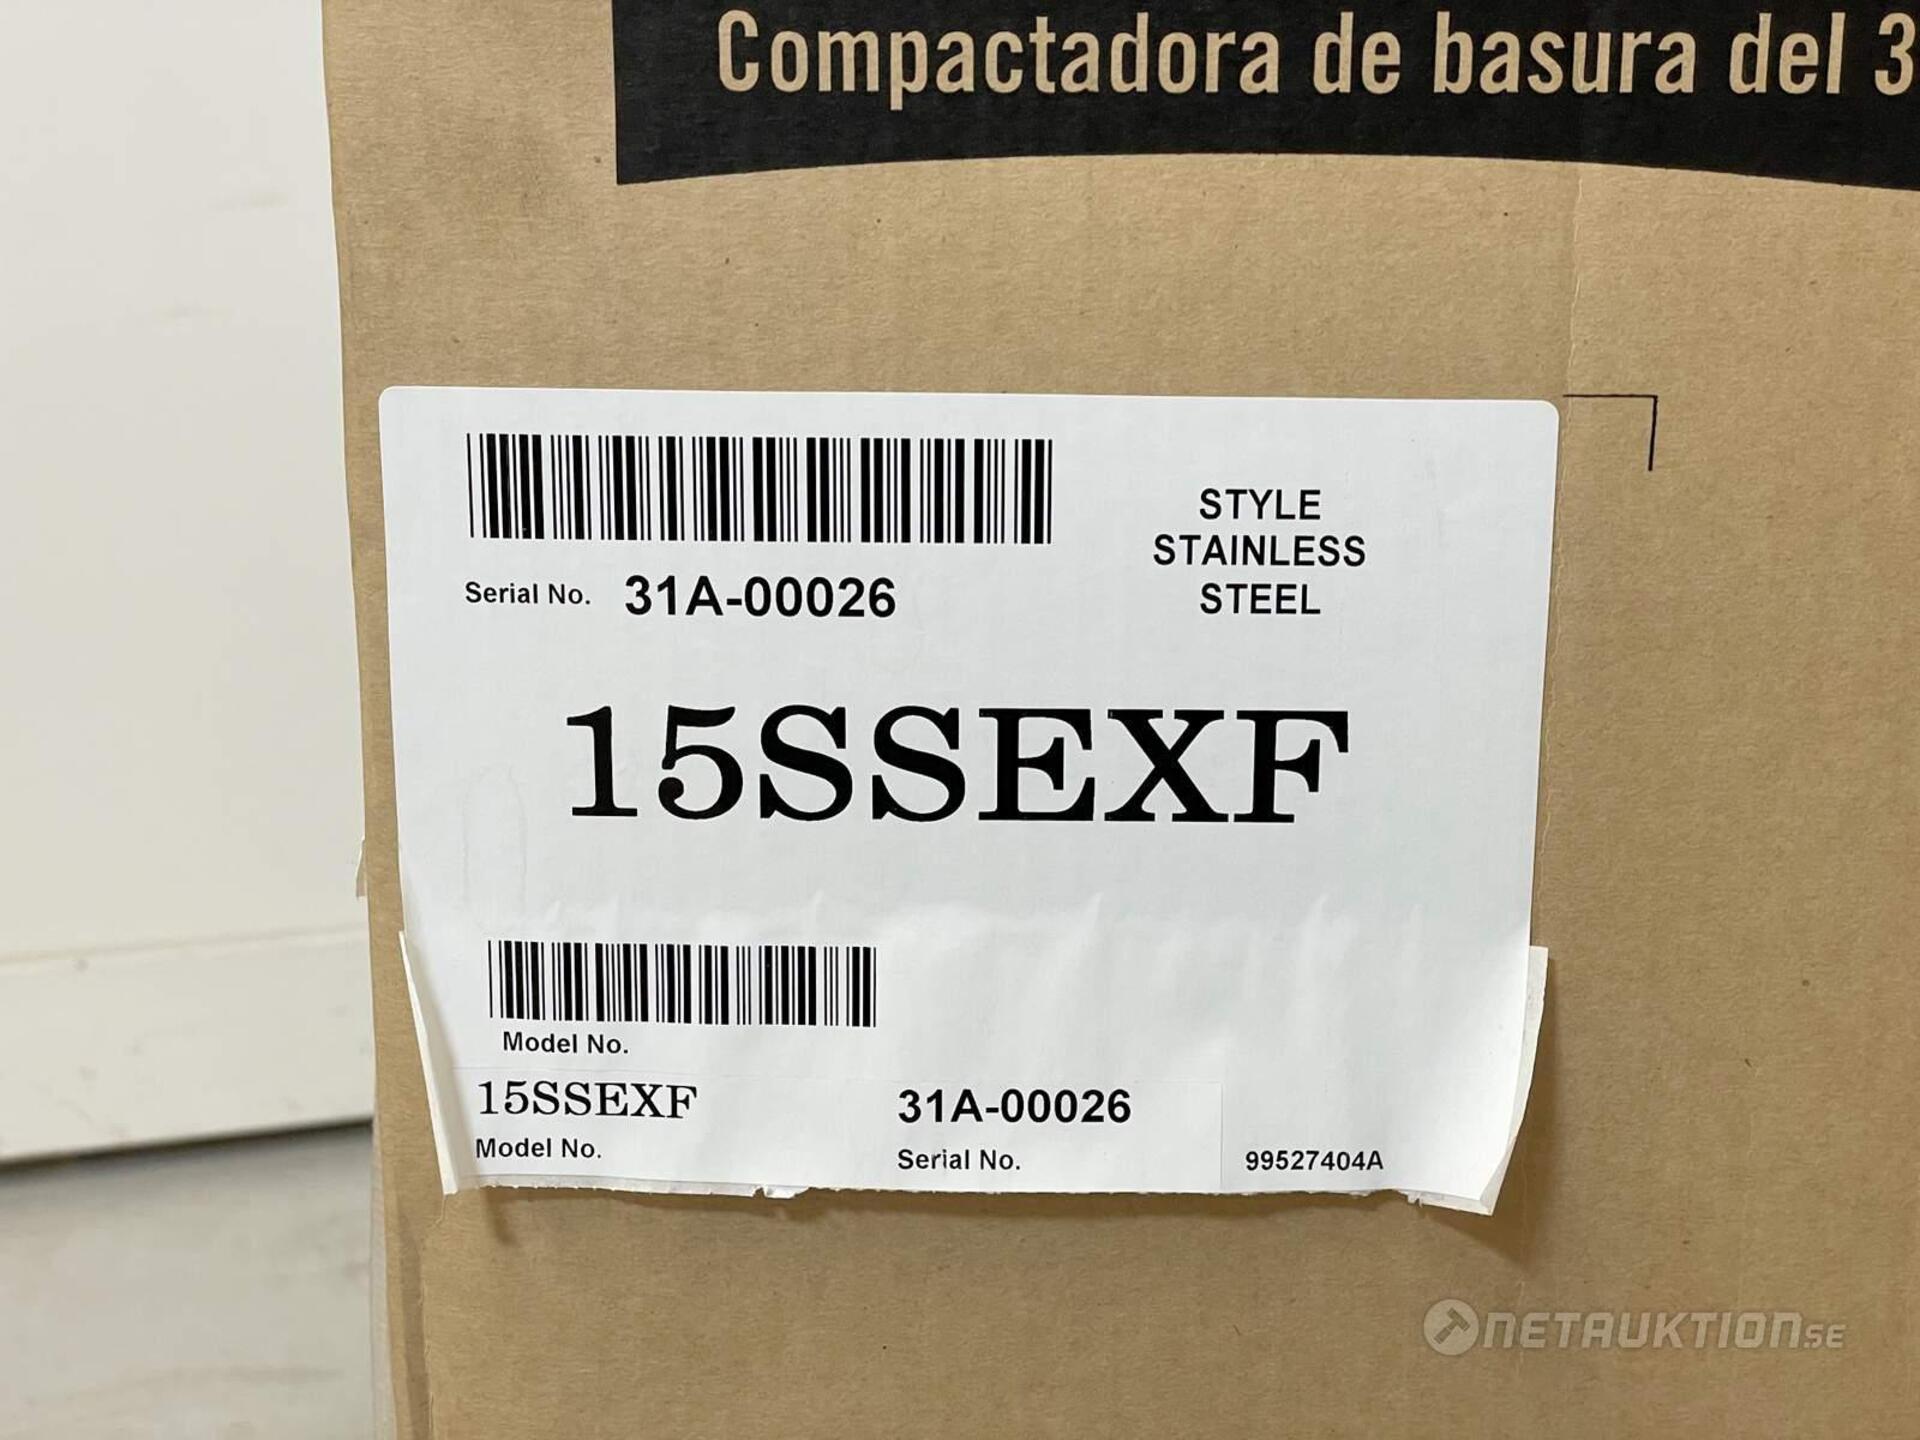 Compactadora de basura del 3
STYLE
STAINLESS
STEEL
Serial No. 31A-00026
15SSEXF
Model No.
15SSEXF
Model No.
31A-00026
Serial No.
99527404A
NETAUKTION.SE